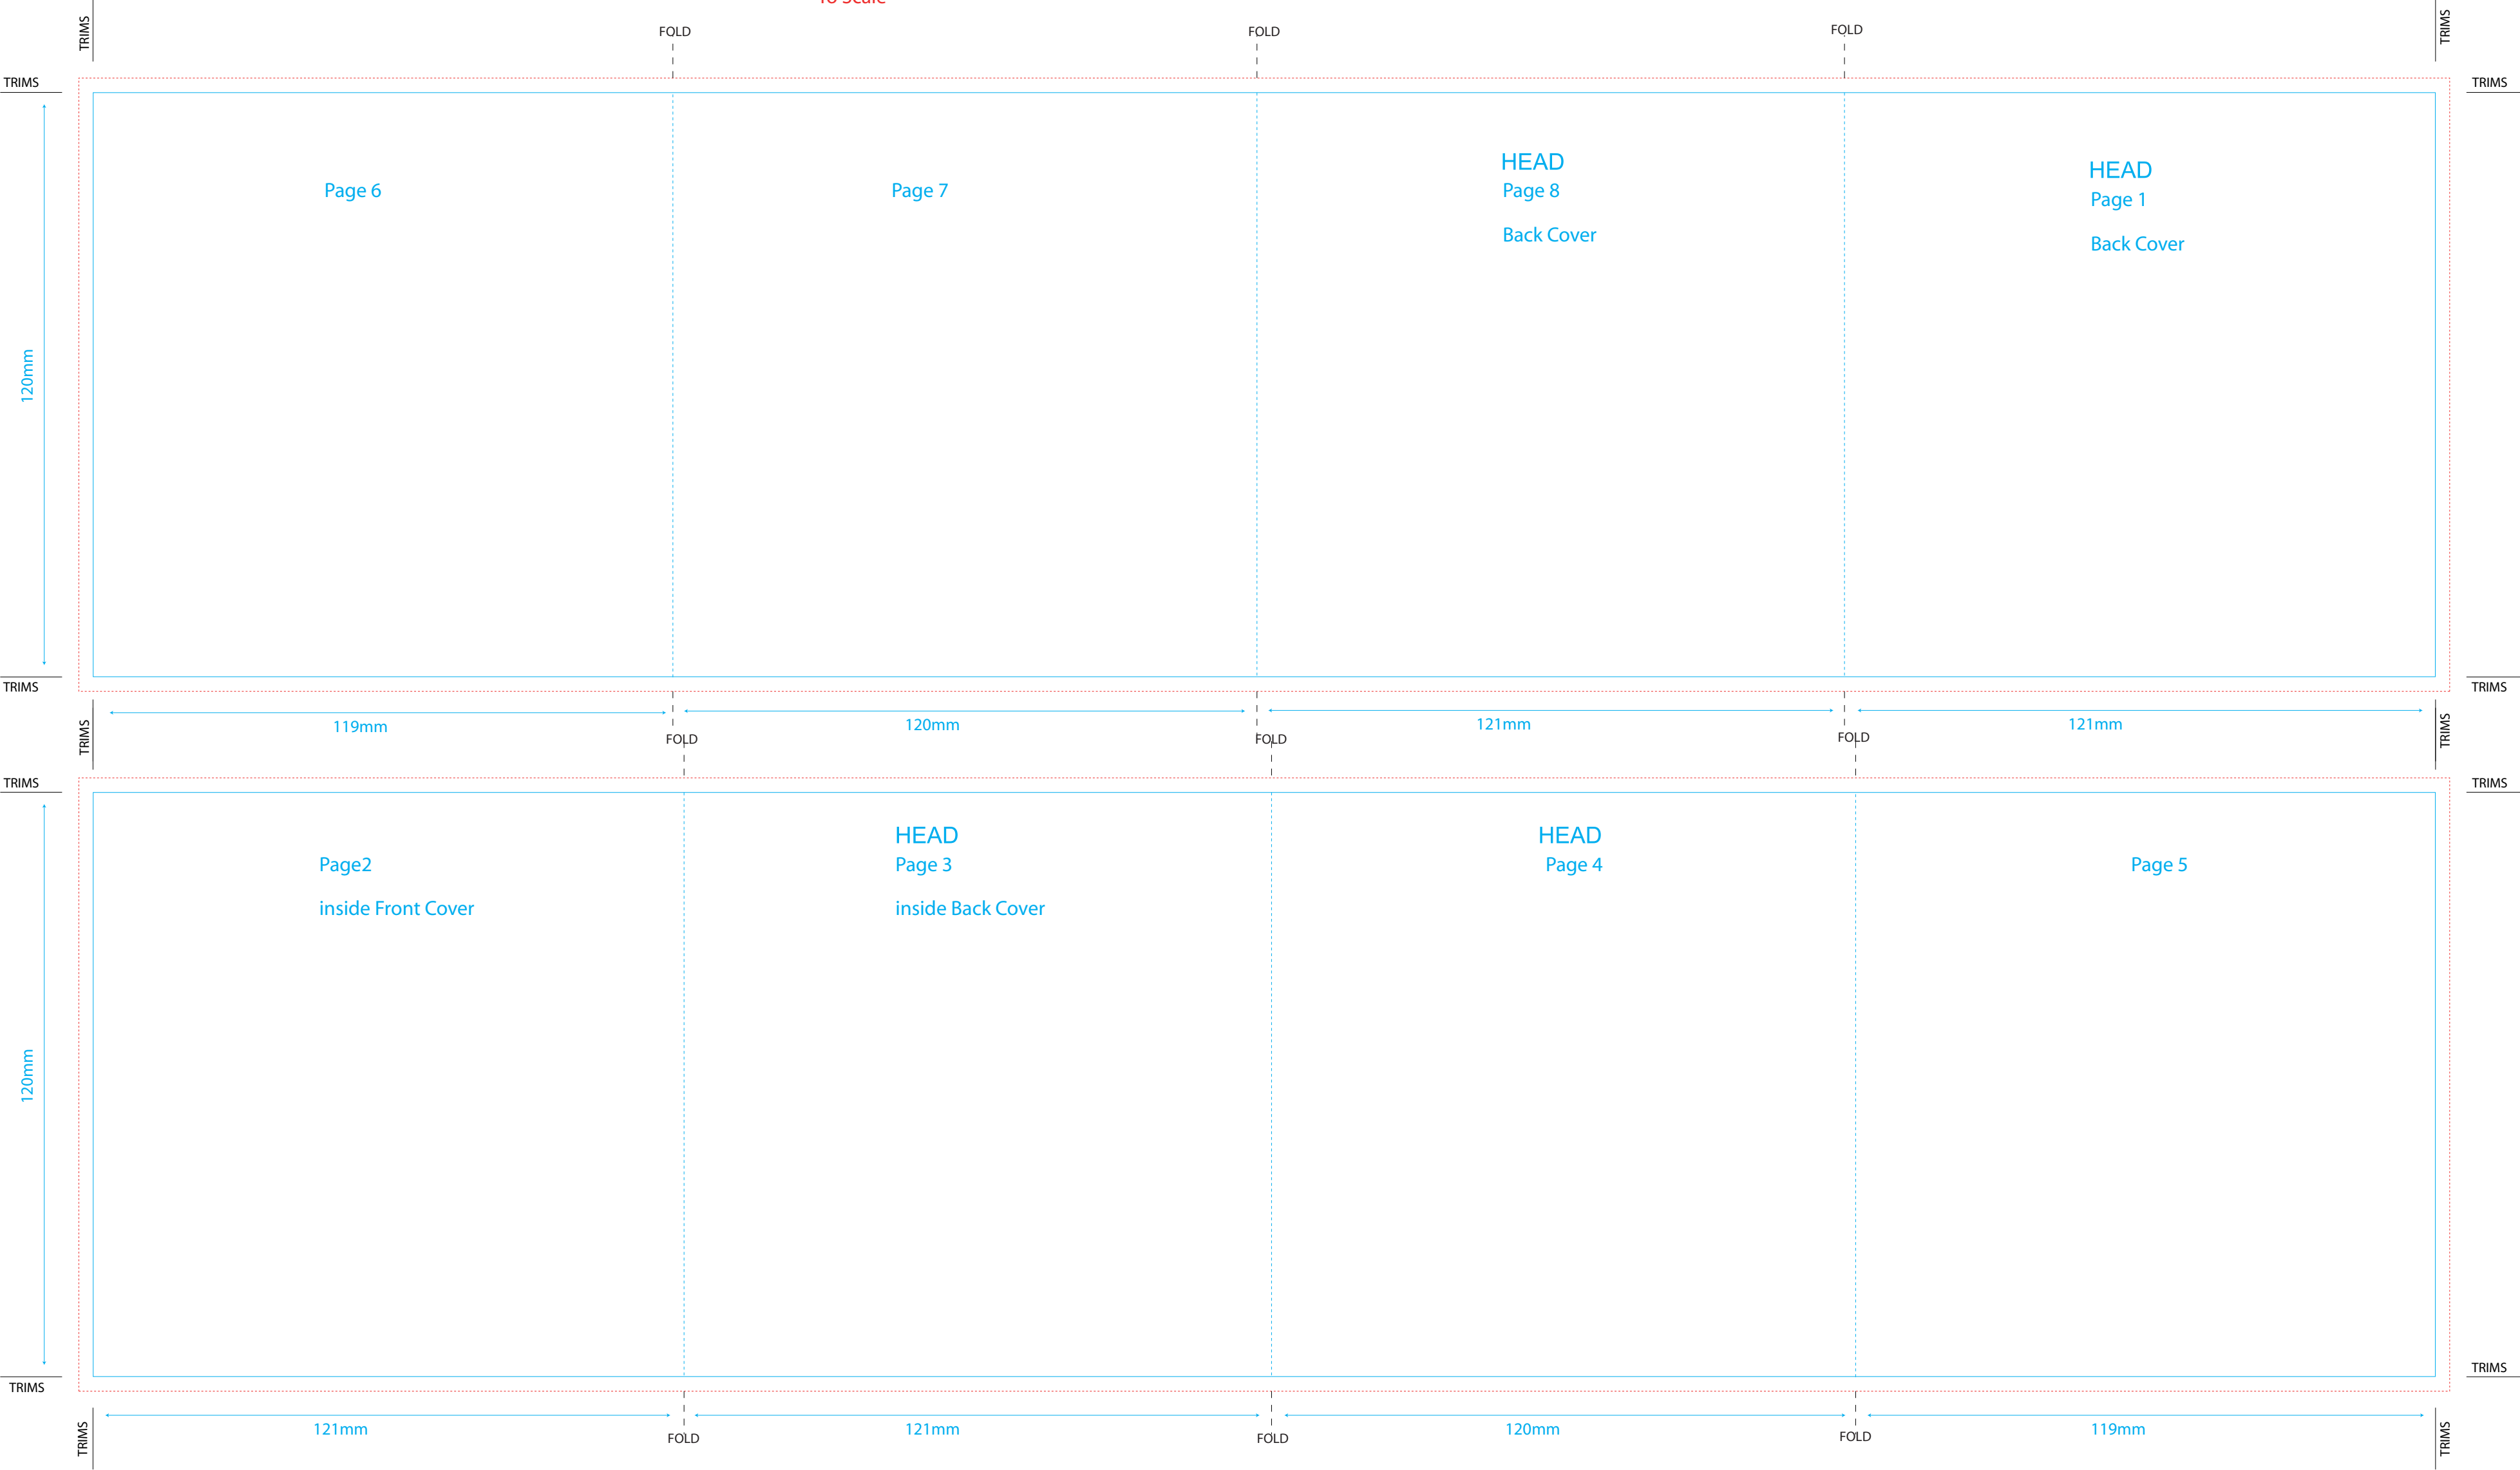 To Scale
TRIMS
FOLD
FOLD
FOLD
TRIMS
TRIMS
TRIMS
Page 6
Page 7
HEAD
Page 8
Back Cover
HEAD
Page 1
Back Cover
120mm
TRIMS
TRIMS
TRIMS
119mm
120mm
121mm
121mm
TRIMS
FOLD
FOLD
FOLD
TRIMS
TRIMS
Page2
inside Front Cover
HEAD
Page 3
inside Back Cover
HEAD
Page 4
Page 5
120mm
TRIMS
TRIMS
TRIMS
121mm
121mm
120mm
119mm
TRIMS
FOLD
FOLD
FOLD